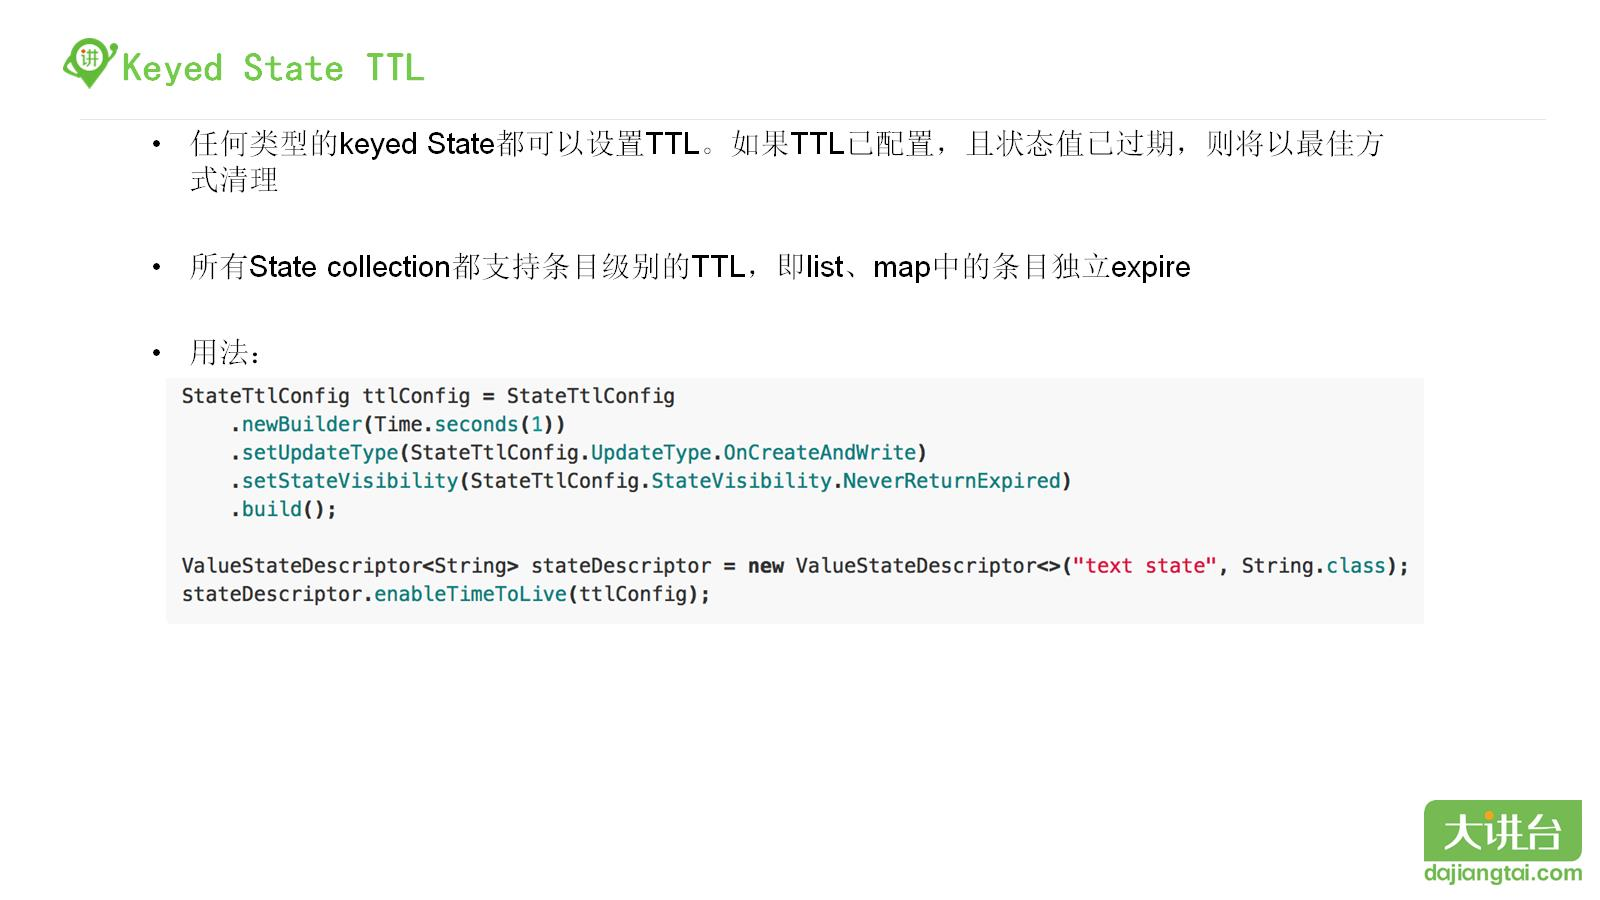 讲
Keyed State TTL
• 任何类型的keyed State都可以设置TTL。如果TTL已配置，且状态值已过期，则将以最佳方
式清理
• 所有State collection都支持条目级别的TTL，即list、map中的条目独立expire
• 用法：
StateTtlConfig ttlConfig = StateTtlConfig
    .newBuilder(Time.seconds(1))
    .setUpdateType(StateTtlConfig.UpdateType.OnCreateAndWrite)
    .setStateVisibility(StateTtlConfig.StateVisibility.NeverReturnExpired)
    .build();
ValueStateDescriptor<String> stateDescriptor = new ValueStateDescriptor<>("text state", String.class);
stateDescriptor.enableTimeToLive(ttlConfig);
大讲台
dajiangtai.com